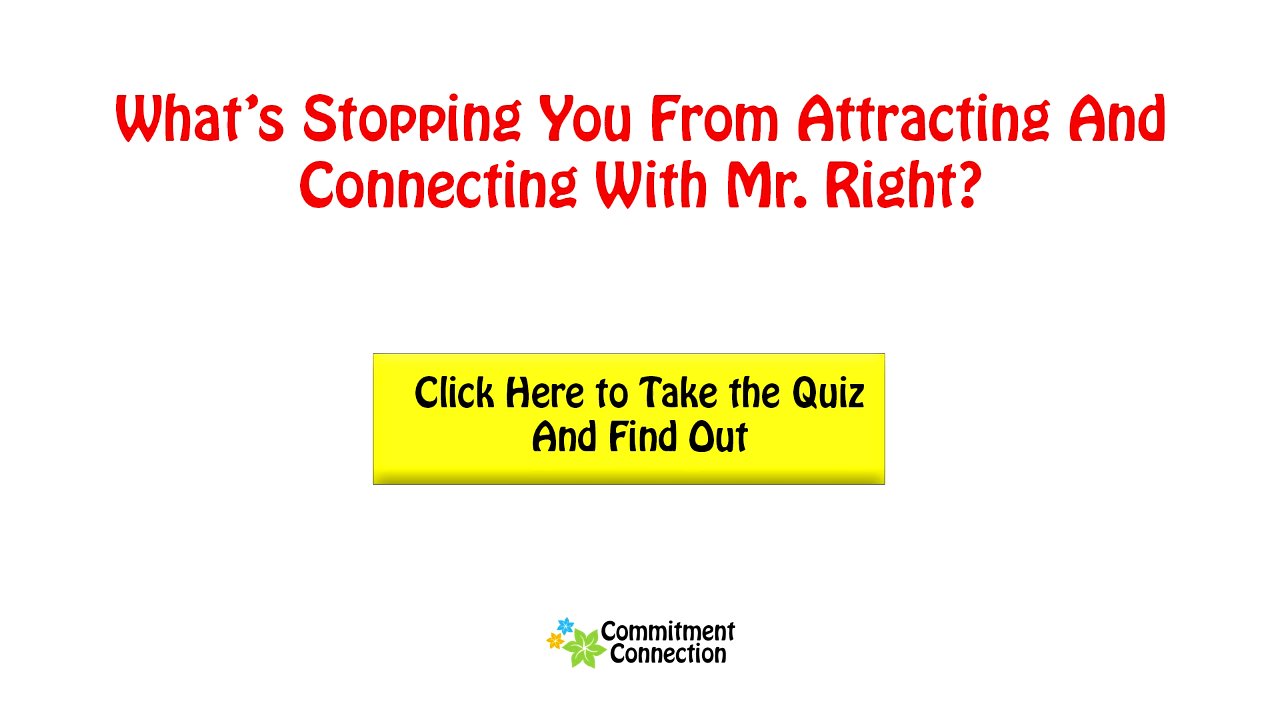 What's Stopping You From Attracting And
Connecting With Mr. Right?
Click Here to Take the Quiz
And Find Out
Commitment
Connection